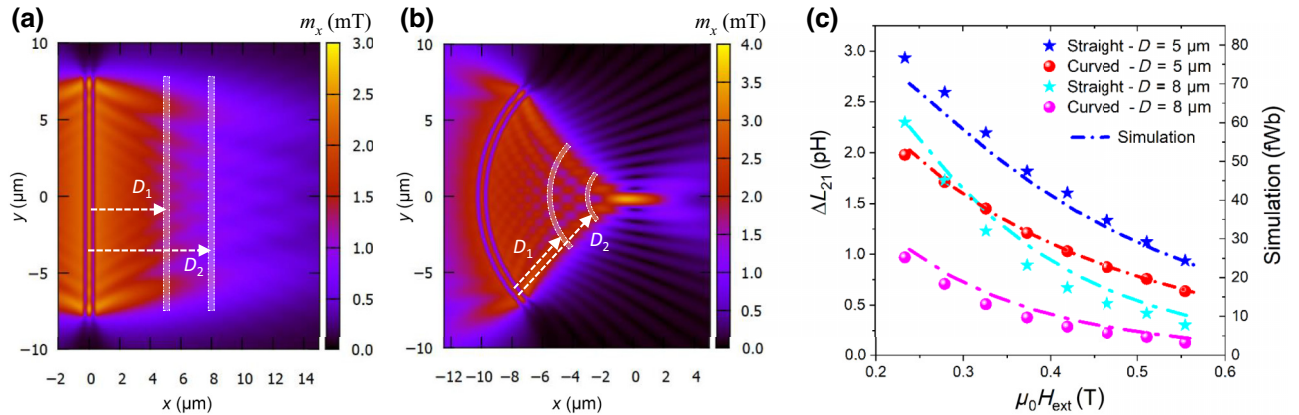 (a)
mₓ (mT)
10
5
0
−5
−10
y (μm)
D₁
D₂
−2 0 2 4 6 8 10 12 14
x (μm)
3.0
2.5
2.0
1.5
1.0
0.5
0.0
(b)
mₓ (mT)
10
5
0
−5
−10
y (μm)
D₁
D₂
−12 −10 −8 −6 −4 −2 0 2 4
x (μm)
4.0
3.5
3.0
2.5
2.0
1.5
1.0
0.5
0.0
(c)
3.0
2.5
2.0
1.5
1.0
0.5
0.0
ΔL₂₁ (pH)
Straight - D = 5 μm
Curved - D = 5 μm
Straight - D = 8 μm
Curved - D = 8 μm
Simulation
80
70
60
50
40
30
20
10
0
Simulation (fWb)
0.2 0.3 0.4 0.5 0.6
μ₀Hₑₓₜ (T)